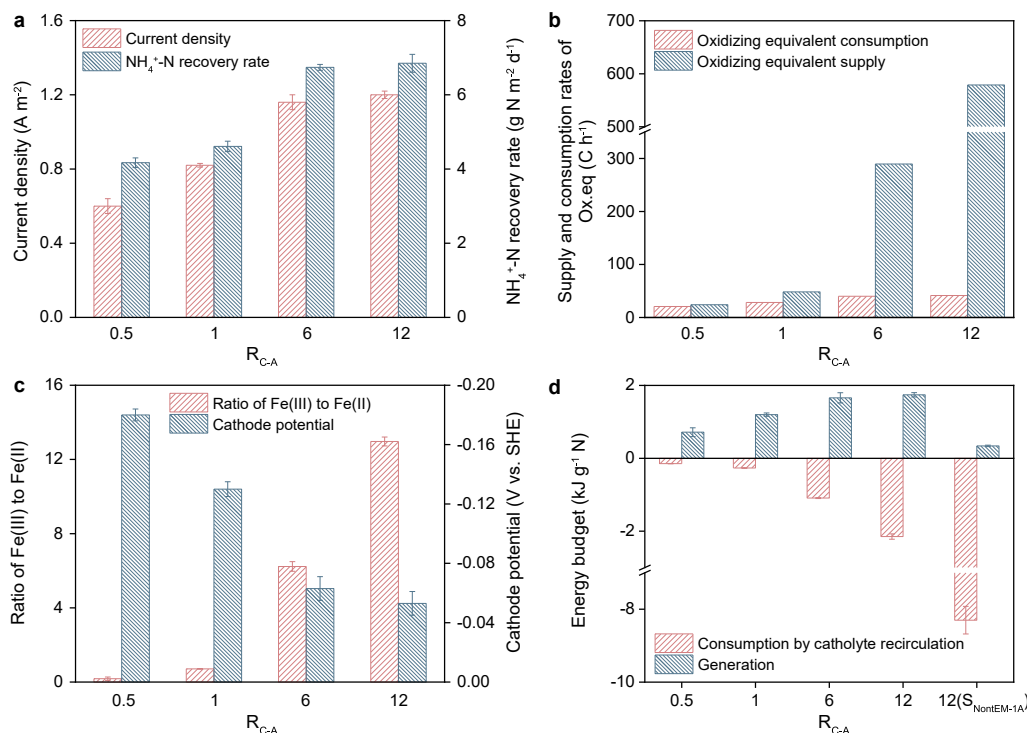 a
Current density
NH₄⁺-N recovery rate
Current density (A m⁻²)
1.6
1.2
0.8
0.4
0.0
NH₄⁺-N recovery rate (g N m⁻² d⁻¹)
8
6
4
2
0
0.5 1 6 12
R_C-A
b
Oxidizing equivalent consumption
Oxidizing equivalent supply
Supply and consumption rates of
Ox.eq (C h⁻¹)
700
600
500
300
200
100
0
0.5 1 6 12
R_C-A
c
Ratio of Fe(III) to Fe(II)
Cathode potential
Ratio of Fe(III) to Fe(II)
16
12
8
4
0
Cathode potential (V vs. SHE)
-0.20
-0.16
-0.12
-0.08
-0.04
0.00
0.5 1 6 12
R_C-A
d
Energy budget (kJ g⁻¹ N)
2
0
-2
-8
-10
Consumption by catholyte recirculation
Generation
0.5 1 6 12 12(S_NontEM-1A)
R_C-A